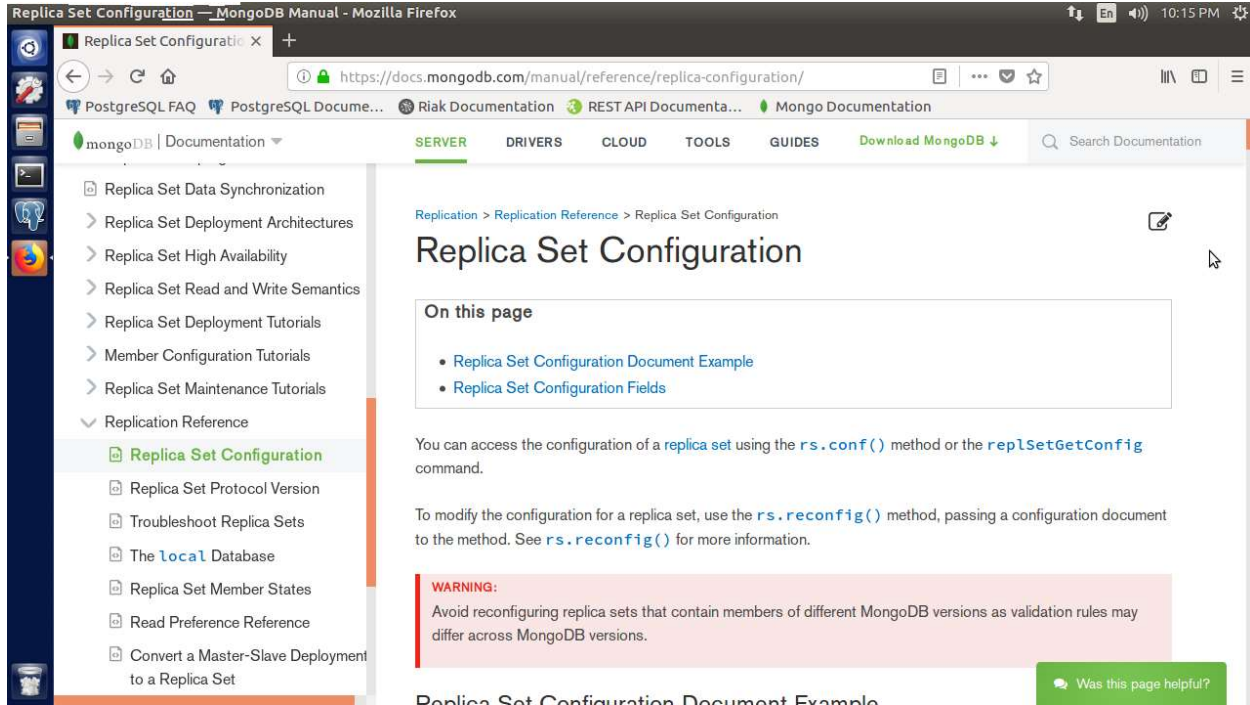 Replica Set Configuration — MongoDB Manual - Mozilla Firefox
En
10:15 PM
Replica Set Configuratio
https://docs.mongodb.com/manual/reference/replica-configuration/
PostgreSQL FAQ
PostgreSQL Docume...
Riak Documentation
REST API Documenta...
Mongo Documentation
mongoDB | Documentation
SERVER
DRIVERS
CLOUD
TOOLS
GUIDES
Download MongoDB ↓
Search Documentation
Replica Set Data Synchronization
Replica Set Deployment Architectures
Replica Set High Availability
Replica Set Read and Write Semantics
Replica Set Deployment Tutorials
Member Configuration Tutorials
Replica Set Maintenance Tutorials
Replication Reference
Replica Set Configuration
Replica Set Protocol Version
Troubleshoot Replica Sets
The local Database
Replica Set Member States
Read Preference Reference
Convert a Master-Slave Deployment
to a Replica Set
Replication > Replication Reference > Replica Set Configuration
Replica Set Configuration
On this page
• Replica Set Configuration Document Example
• Replica Set Configuration Fields
You can access the configuration of a replica set using the rs.conf() method or the replSetGetConfig
command.
To modify the configuration for a replica set, use the rs.reconfig() method, passing a configuration document
to the method. See rs.reconfig() for more information.
WARNING:
Avoid reconfiguring replica sets that contain members of different MongoDB versions as validation rules may
differ across MongoDB versions.
Replica Set Configuration Document Example
Was this page helpful?